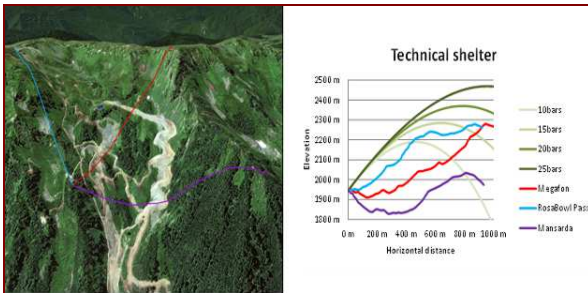 Technical shelter
2500 m
2400 m
2300 m
2200 m
2100 m
2000 m
1900 m
1800 m
Elevation
0 m
200 m
400 m
600 m
800 m
1000 m
Horizontal distance
10bars
15bars
20bars
25bars
Megafon
RosaBowl Pass
Mansarda